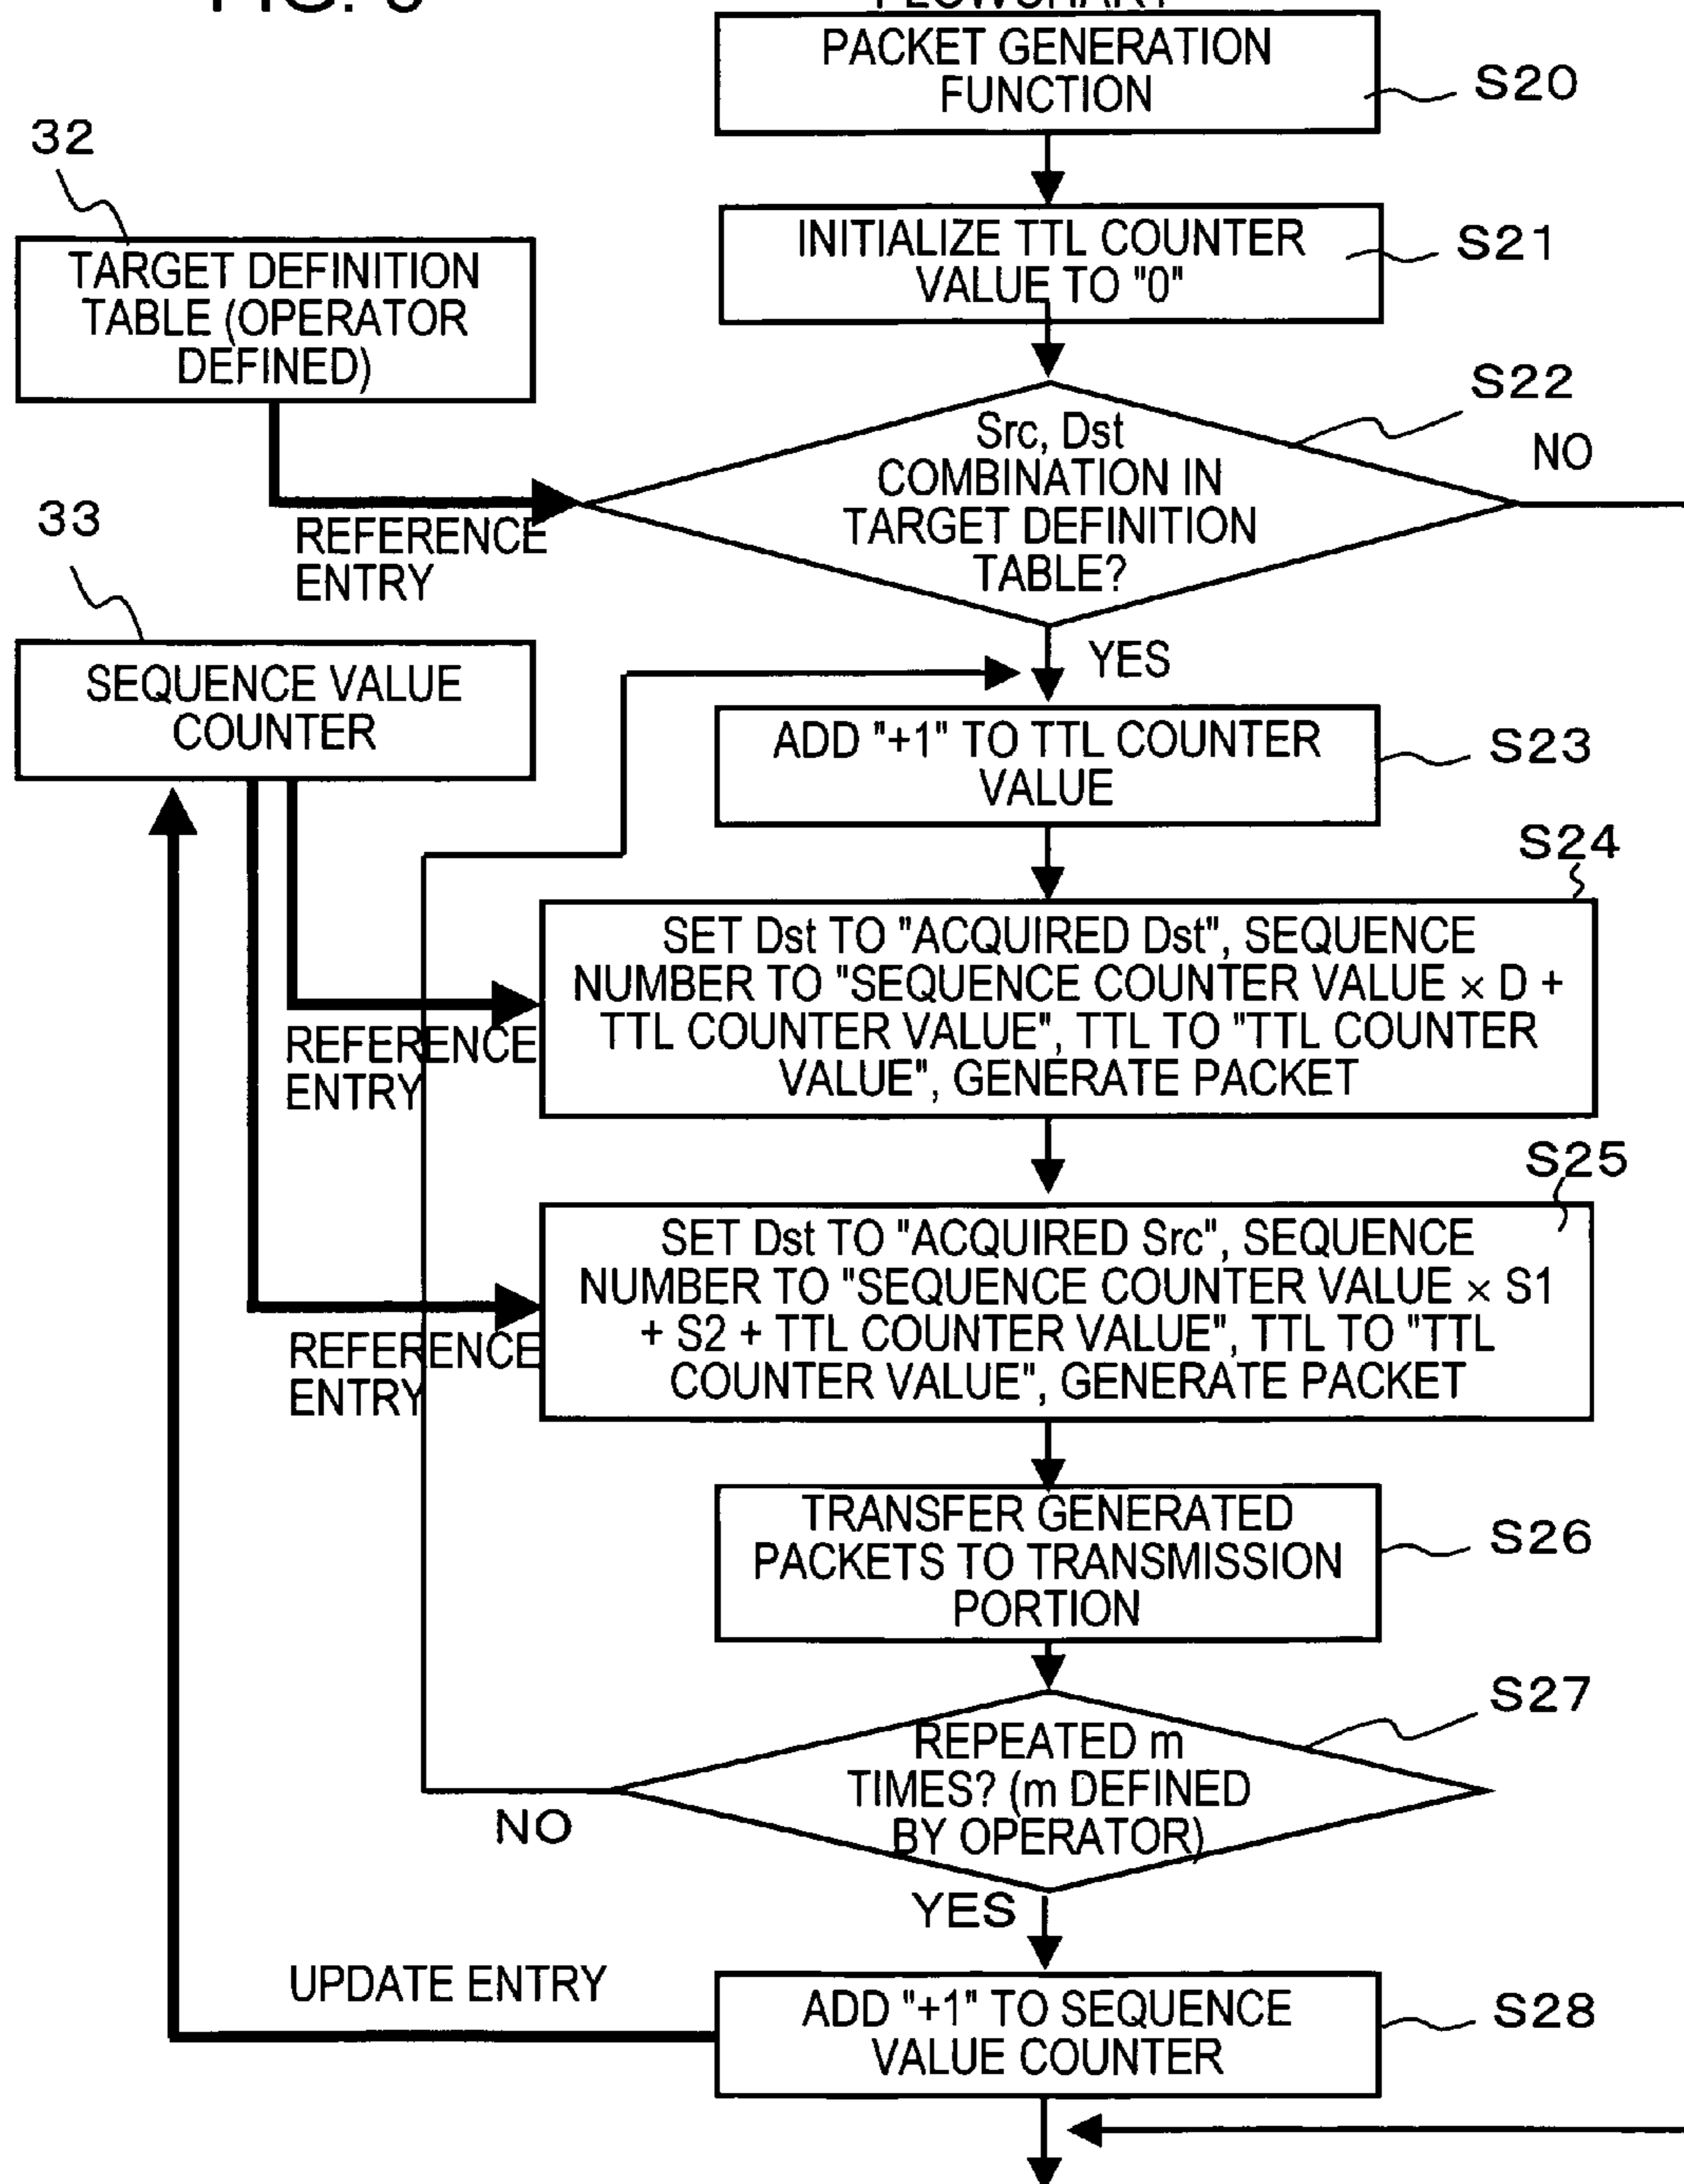 PACKET GENERATION
FUNCTION
S20
32
INITIALIZE TTL COUNTER
VALUE TO "0"
S21
TARGET DEFINITION
TABLE (OPERATOR
DEFINED)
S22
Src, Dst
COMBINATION IN
TARGET DEFINITION
TABLE?
NO
REFERENCE
ENTRY
33
YES
SEQUENCE VALUE
COUNTER
ADD "+1" TO TTL COUNTER
VALUE
S23
S24
SET Dst TO "ACQUIRED Dst", SEQUENCE
NUMBER TO "SEQUENCE COUNTER VALUE × D +
TTL COUNTER VALUE", TTL TO "TTL COUNTER
VALUE", GENERATE PACKET
REFERENCE
ENTRY
S25
SET Dst TO "ACQUIRED Src", SEQUENCE
NUMBER TO "SEQUENCE COUNTER VALUE × S1
+ S2 + TTL COUNTER VALUE", TTL TO "TTL
COUNTER VALUE", GENERATE PACKET
REFERENCE
ENTRY
TRANSFER GENERATED
PACKETS TO TRANSMISSION
PORTION
S26
S27
REPEATED m
TIMES? (m DEFINED
BY OPERATOR)
NO
YES
UPDATE ENTRY
ADD "+1" TO SEQUENCE
VALUE COUNTER
S28